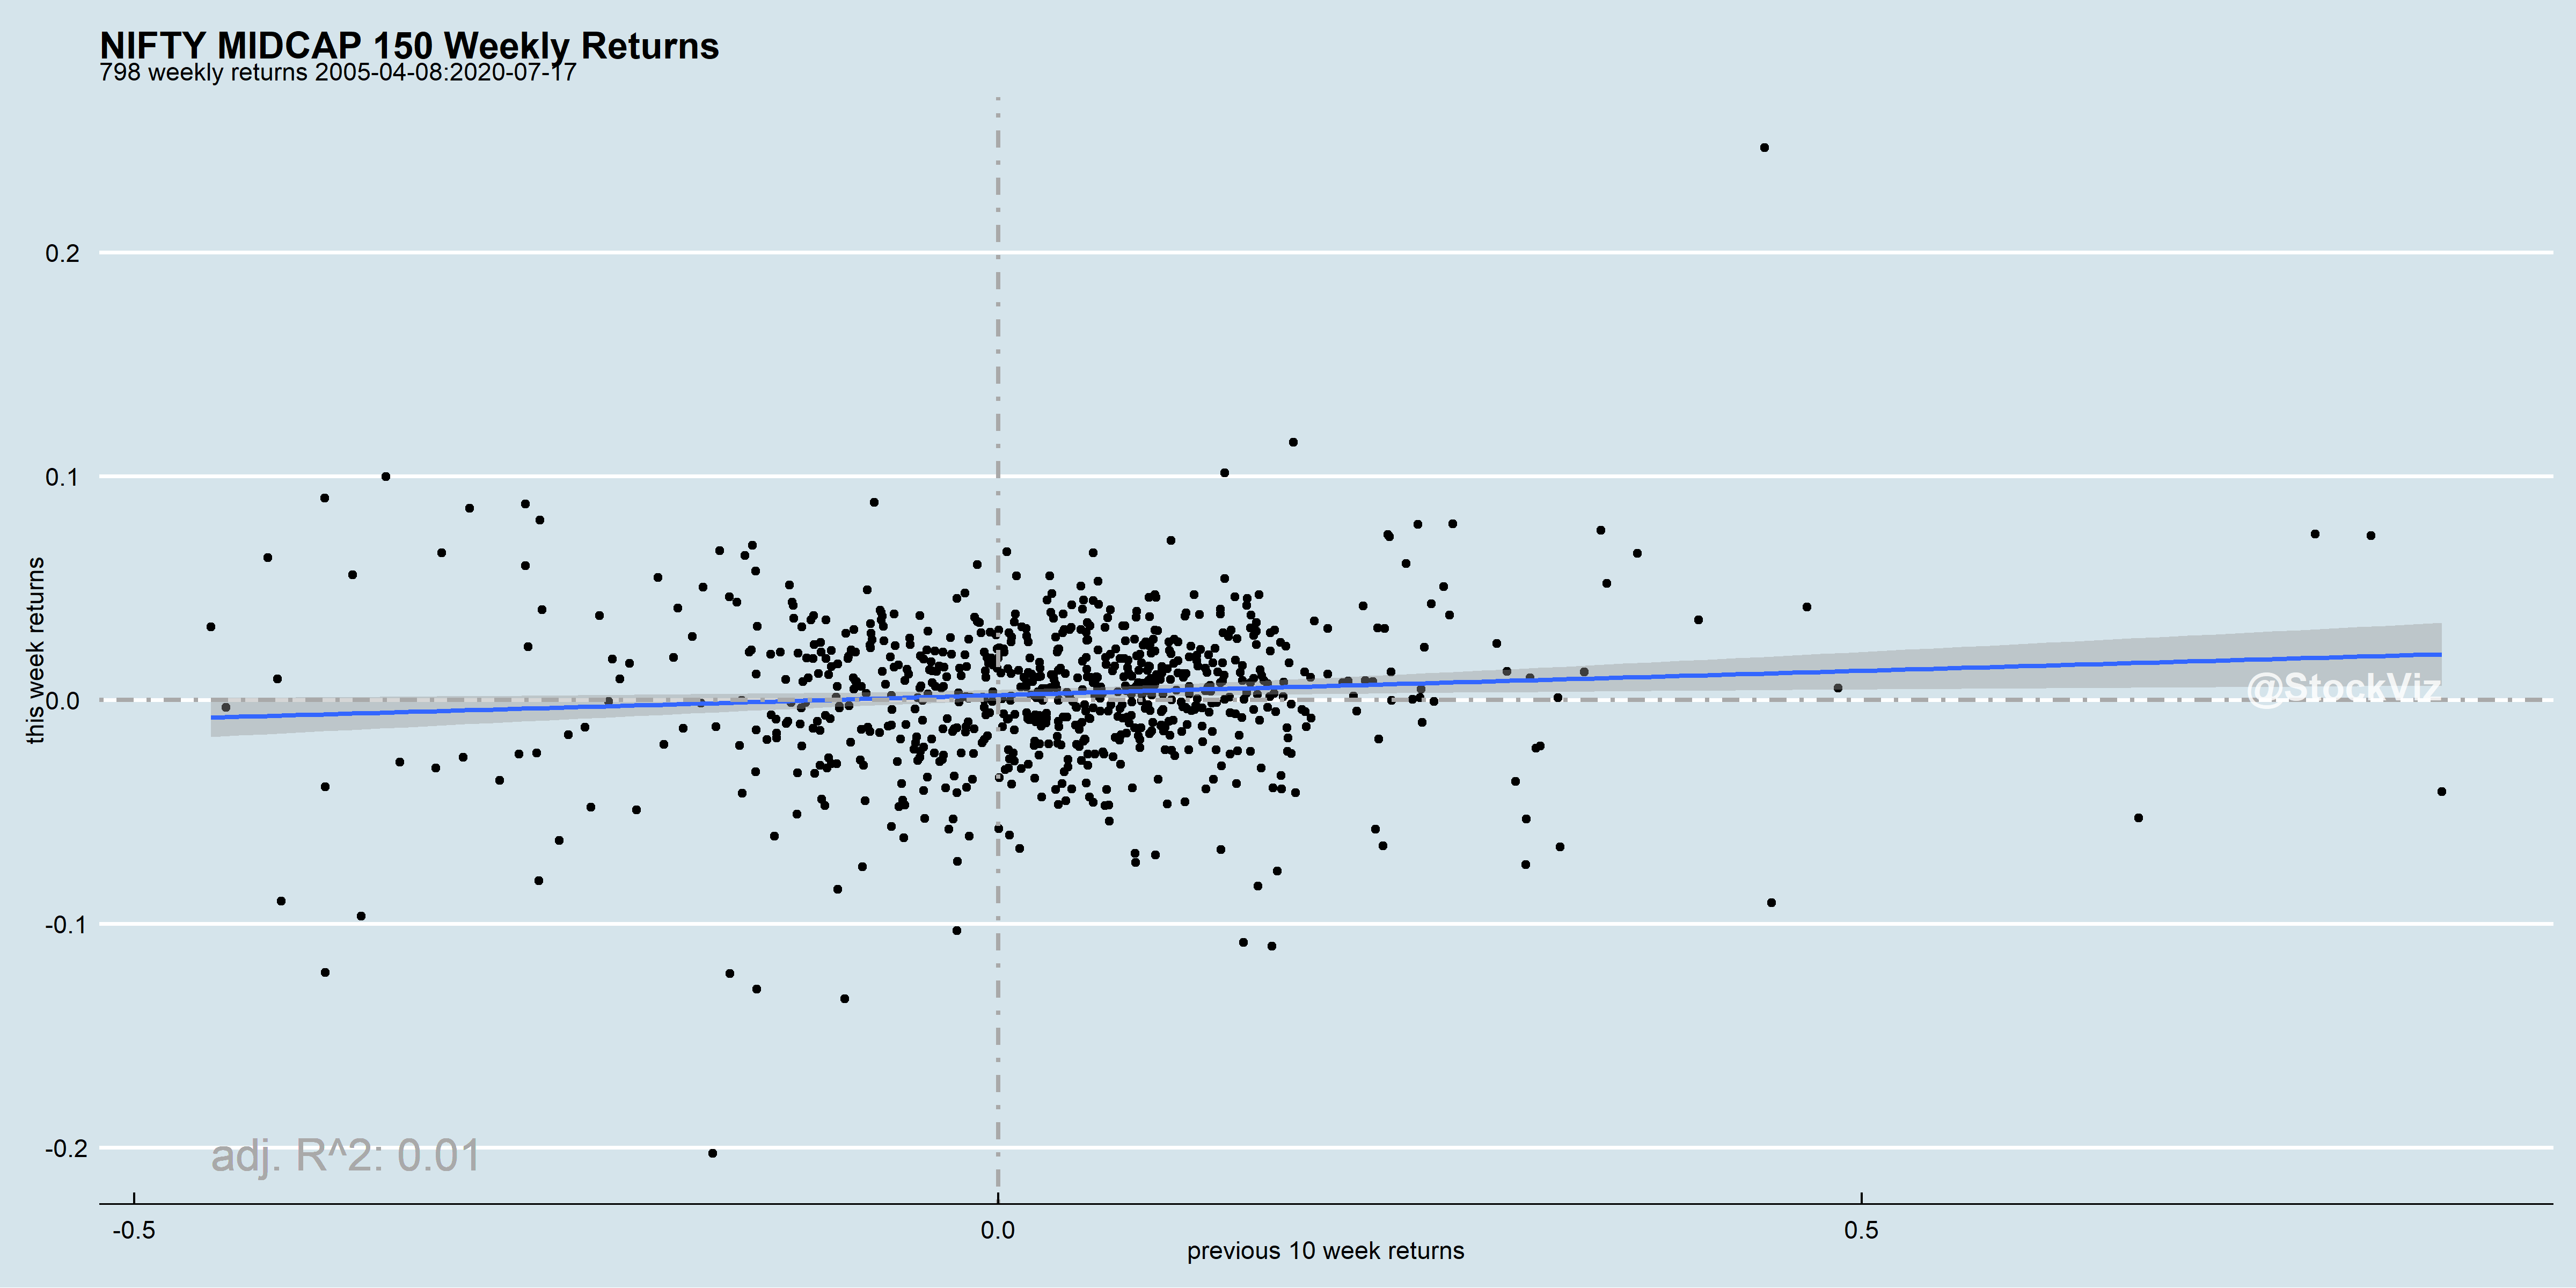 NIFTY MIDCAP 150 Weekly Returns
798 weekly returns 2005-04-08:2020-07-17
this week returns
0.2
0.1
0.0
-0.1
-0.2
@StockViz
adj. R^2: 0.01
-0.5
0.0
0.5
previous 10 week returns